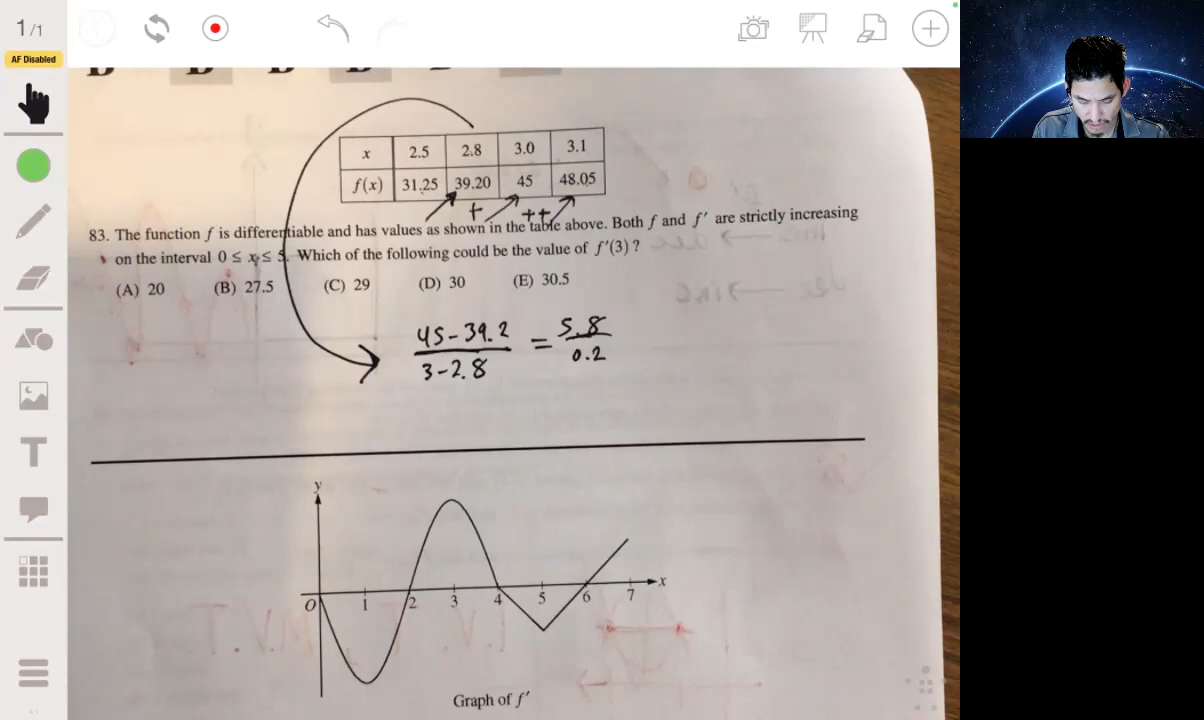 1/1
AF Disabled
x 2.5 2.8 3.0 3.1
f(x) 31.25 39.20 45 48.05
+ ++
83. The function f is differentiable and has values as shown in the table above. Both f and f′ are strictly increasing
on the interval 0 ≤ x ≤ 5. Which of the following could be the value of f′(3) ?
(A) 20 (B) 27.5 (C) 29 (D) 30 (E) 30.5
45-39.2 = 5.8
3-2.8 0.2
y
x
O 1 2 3 4 5 6 7
T
Graph of f′